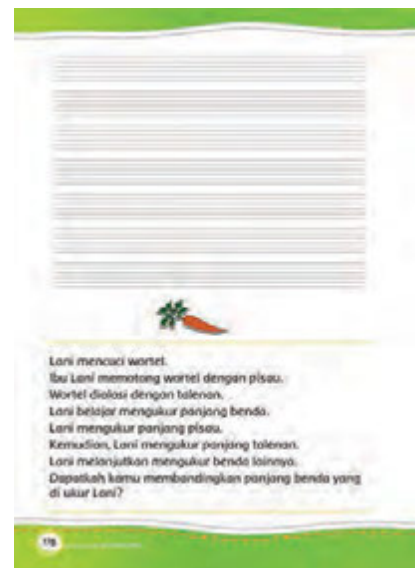 Lani mencuci wortel.
Ibu Lani memotong wortel dengan pisau.
Wortel dialasi dengan talenan.
Lani belajar mengukur panjang benda.
Lani mengukur panjang pisau.
Kemudian, Lani mengukur panjang talenan.
Lani melanjutkan mengukur benda lainnya.
Dapatkah kamu membandingkan panjang benda yang
di ukur Lani?